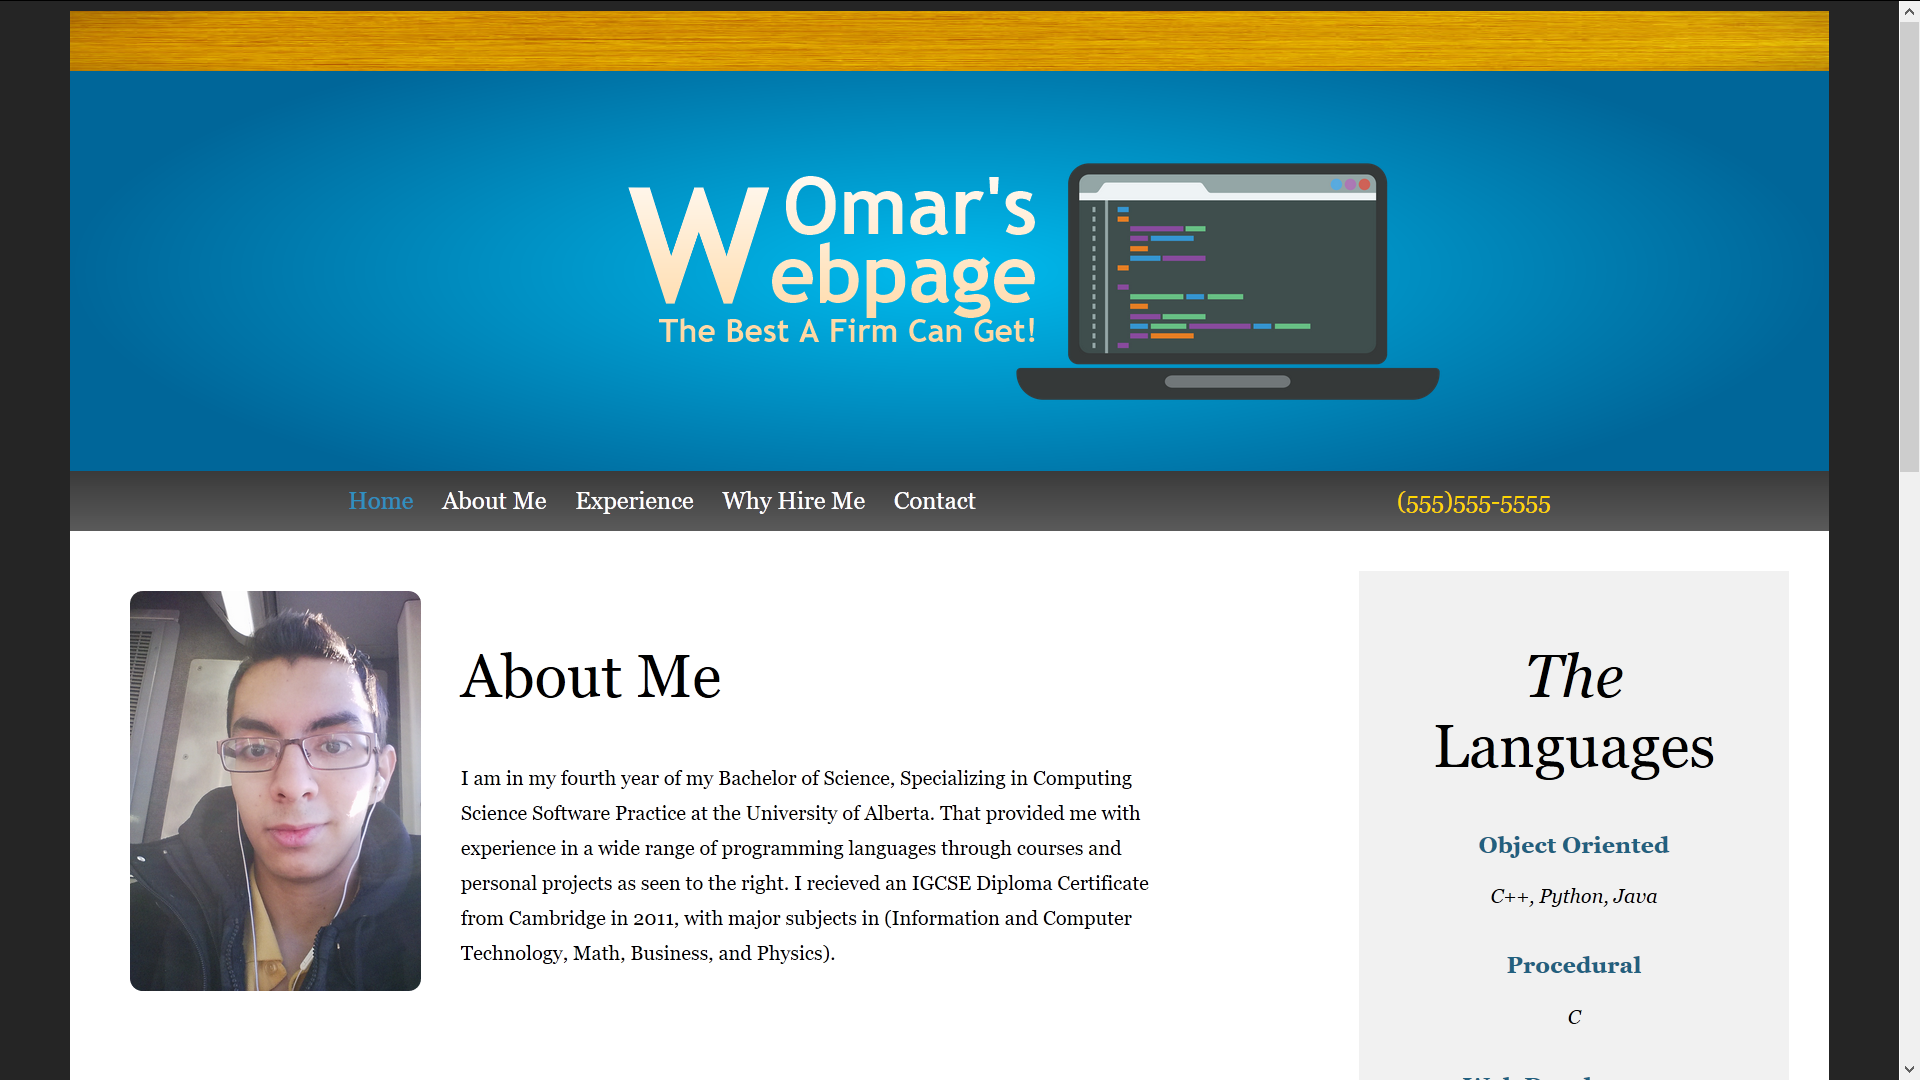 Omar's
Webpage
The Best A Firm Can Get!
Home About Me Experience Why Hire Me Contact (555)555-5555
About Me
I am in my fourth year of my Bachelor of Science, Specializing in Computing
Science Software Practice at the University of Alberta. That provided me with
experience in a wide range of programming languages through courses and
personal projects as seen to the right. I recieved an IGCSE Diploma Certificate
from Cambridge in 2011, with major subjects in (Information and Computer
Technology, Math, Business, and Physics).
The
Languages
Object Oriented
C++, Python, Java
Procedural
C